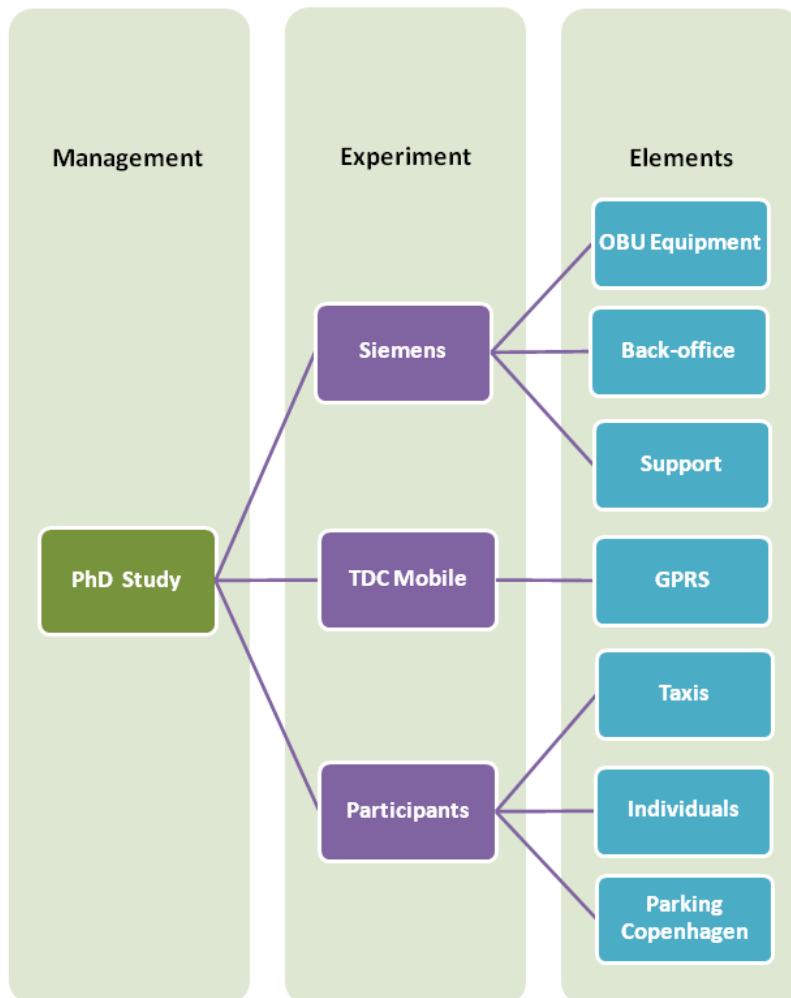 Management
Experiment
Elements
OBU Equipment
Siemens
Back-office
Support
PhD Study
TDC Mobile
GPRS
Taxis
Participants
Individuals
Parking
Copenhagen